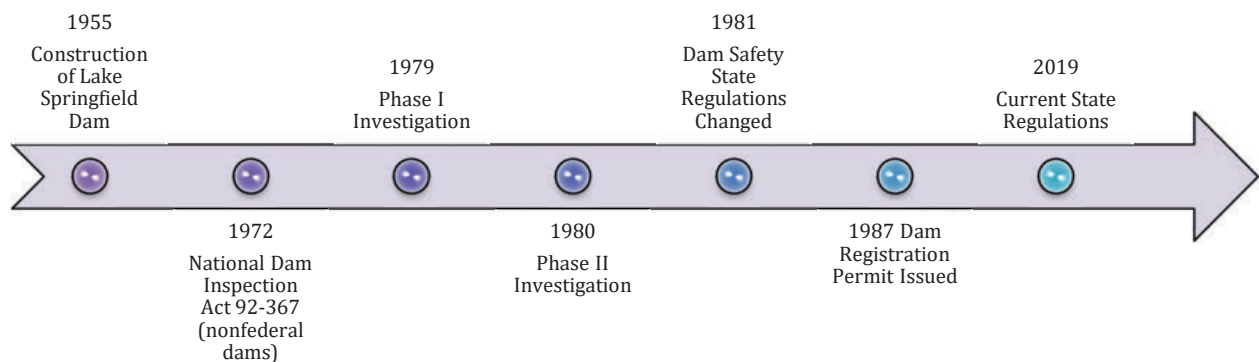 1955
Construction
of Lake
Springfield
Dam
1972
National Dam
Inspection
Act 92-367
(nonfederal
dams)
1979
Phase I
Investigation
1980
Phase II
Investigation
1981
Dam Safety
State
Regulations
Changed
1987 Dam
Registration
Permit Issued
2019
Current State
Regulations